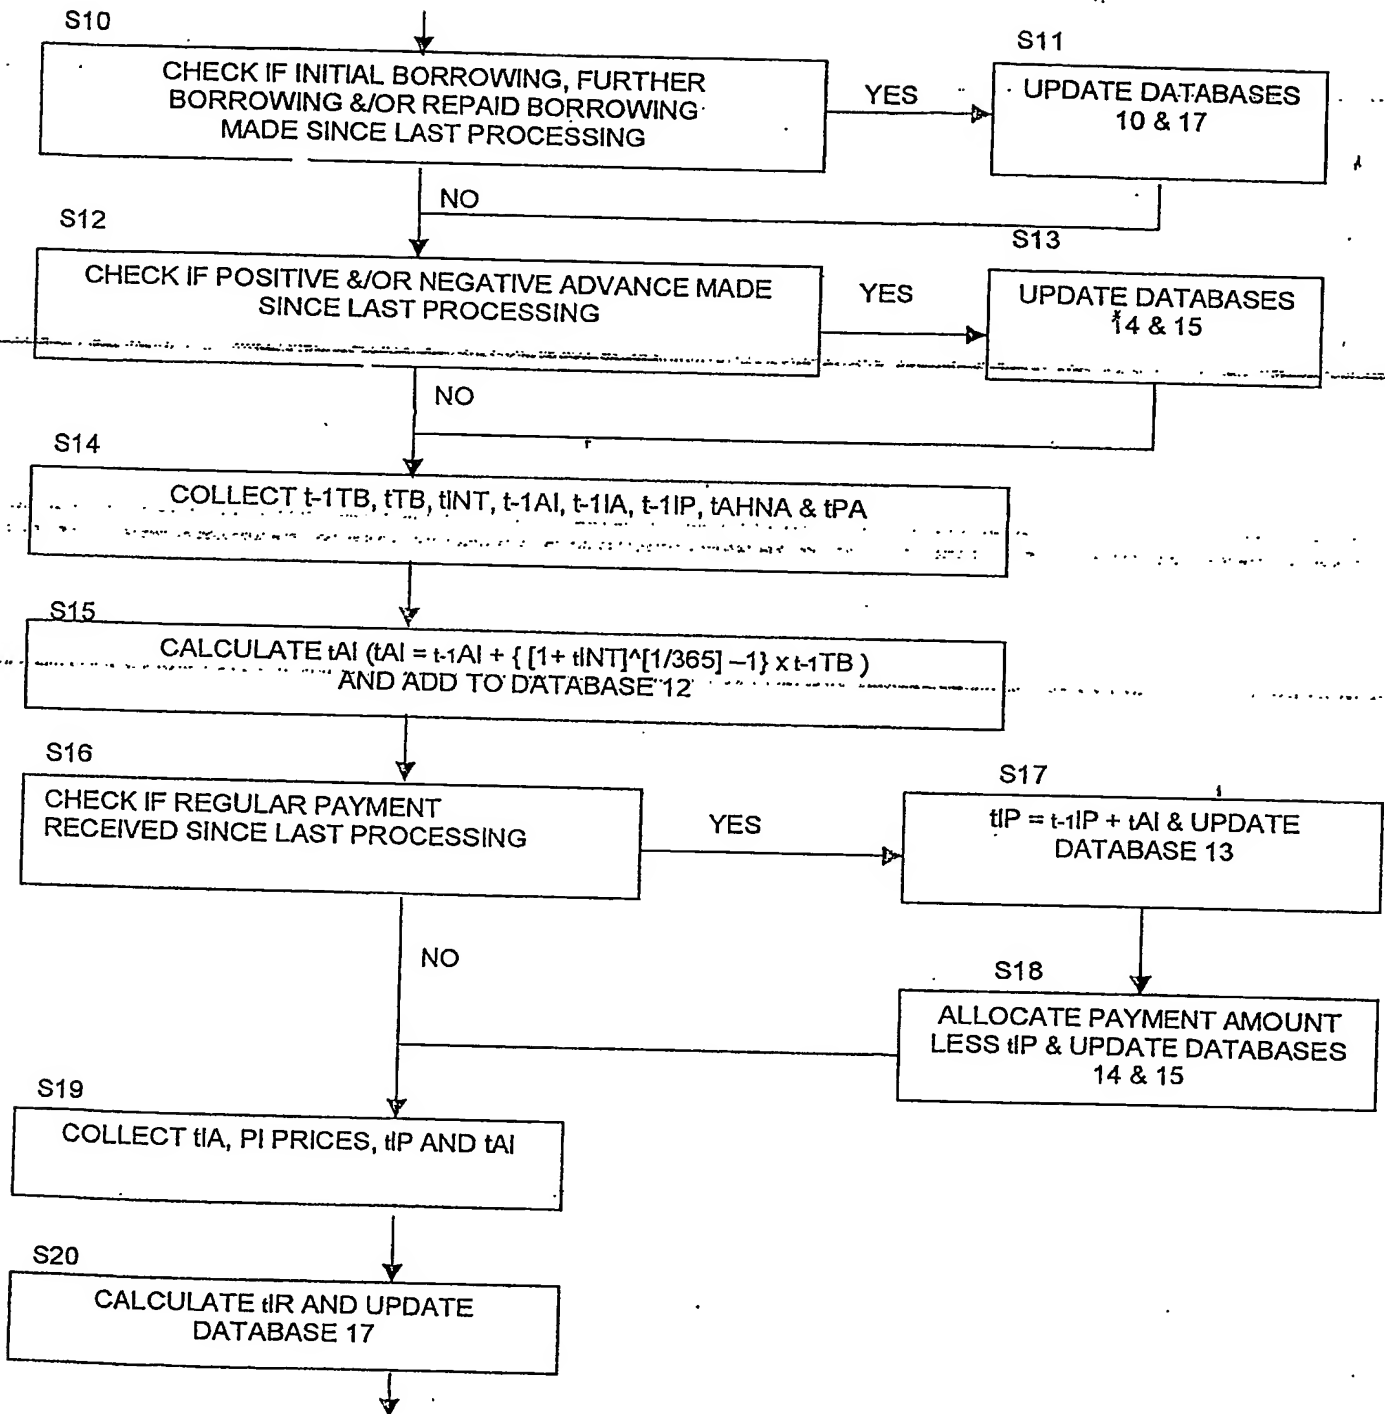 S10
CHECK IF INITIAL BORROWING, FURTHER
BORROWING &/OR REPAID BORROWING
MADE SINCE LAST PROCESSING
YES
S11
UPDATE DATABASES
10 & 17
NO
S12
CHECK IF POSITIVE &/OR NEGATIVE ADVANCE MADE
SINCE LAST PROCESSING
YES
S13
UPDATE DATABASES
14 & 15
NO
S14
COLLECT t-1TB, tTB, tINT, t-1AI, t-1IA, t-1IP, tAHNA & tPA
S15
CALCULATE tAI (tAI = t-1AI + { [1+ tINT]^[1/365] –1} x t-1TB )
AND ADD TO DATABASE 12
S16
CHECK IF REGULAR PAYMENT
RECEIVED SINCE LAST PROCESSING
YES
S17
tIP = t-1IP + tAI & UPDATE
DATABASE 13
NO
S18
ALLOCATE PAYMENT AMOUNT
LESS tIP & UPDATE DATABASES
14 & 15
S19
COLLECT tIA, PI PRICES, tIP AND tAI
S20
CALCULATE tIR AND UPDATE
DATABASE 17